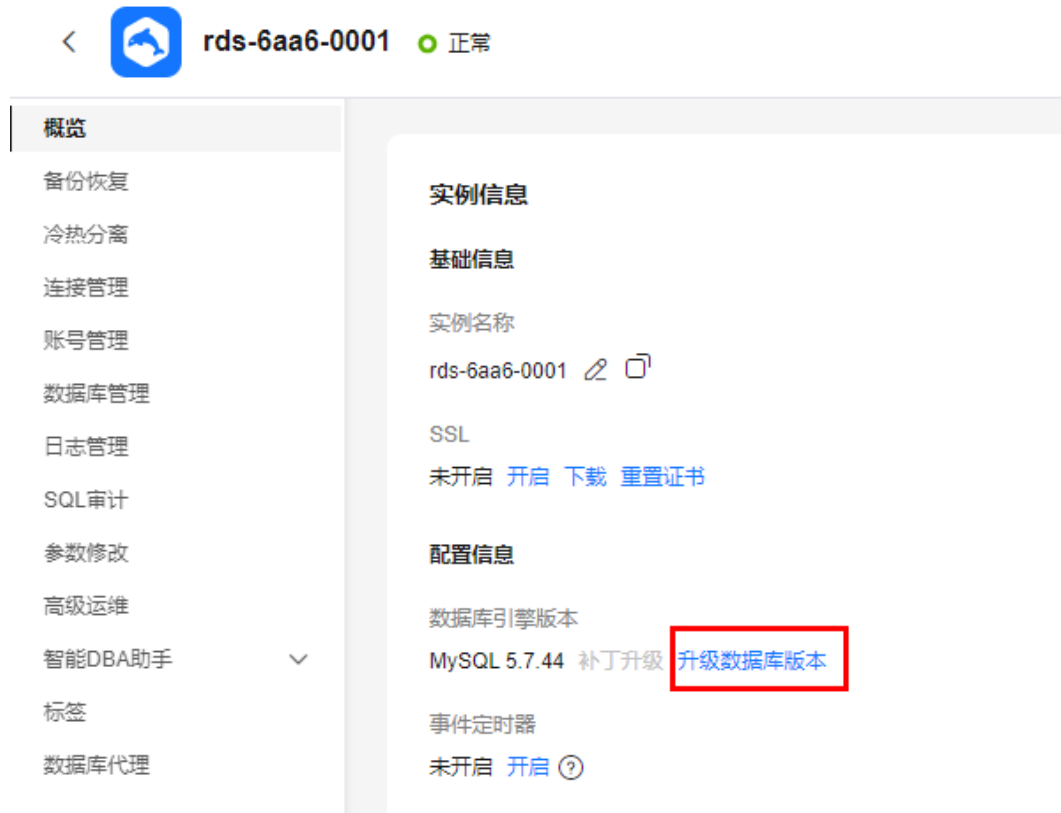 rds-6aa6-0001 正常
概览
备份恢复
冷热分离
连接管理
账号管理
数据库管理
日志管理
SQL审计
参数修改
高级运维
智能DBA助手
标签
数据库代理
实例信息
基础信息
实例名称
rds-6aa6-0001
SSL
未开启 开启 下载 重置证书
配置信息
数据库引擎版本
MySQL 5.7.44 补丁升级 升级数据库版本
事件定时器
未开启 开启 ?